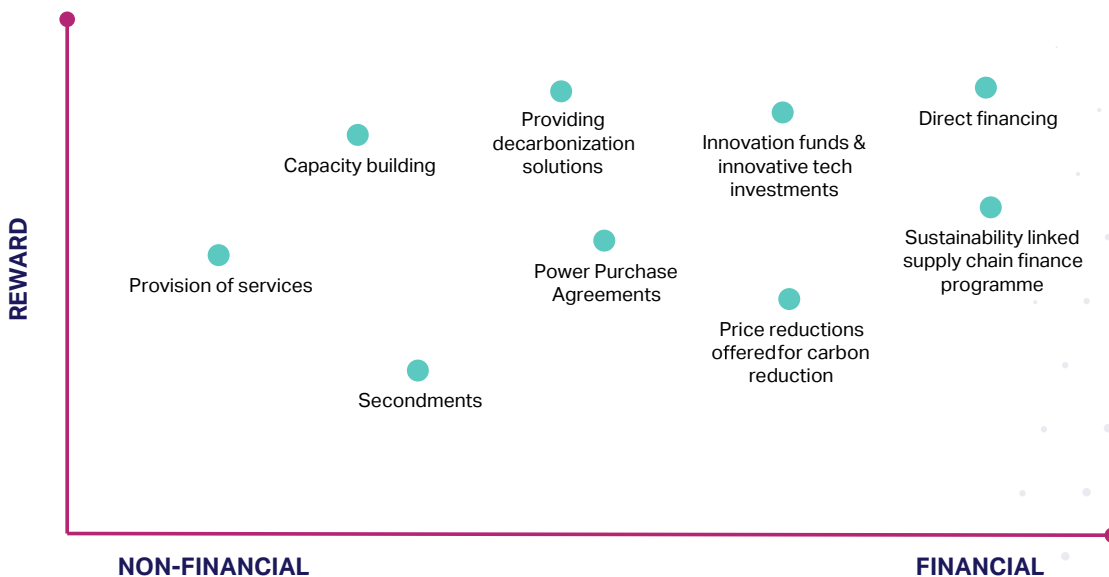 REWARD
Providing
decarbonization
solutions
Direct financing
Capacity building
Innovation funds &
innovative tech
investments
Provision of services
Power Purchase
Agreements
Sustainability linked
supply chain finance
programme
Price reductions
offered for carbon
reduction
Secondments
NON-FINANCIAL
FINANCIAL